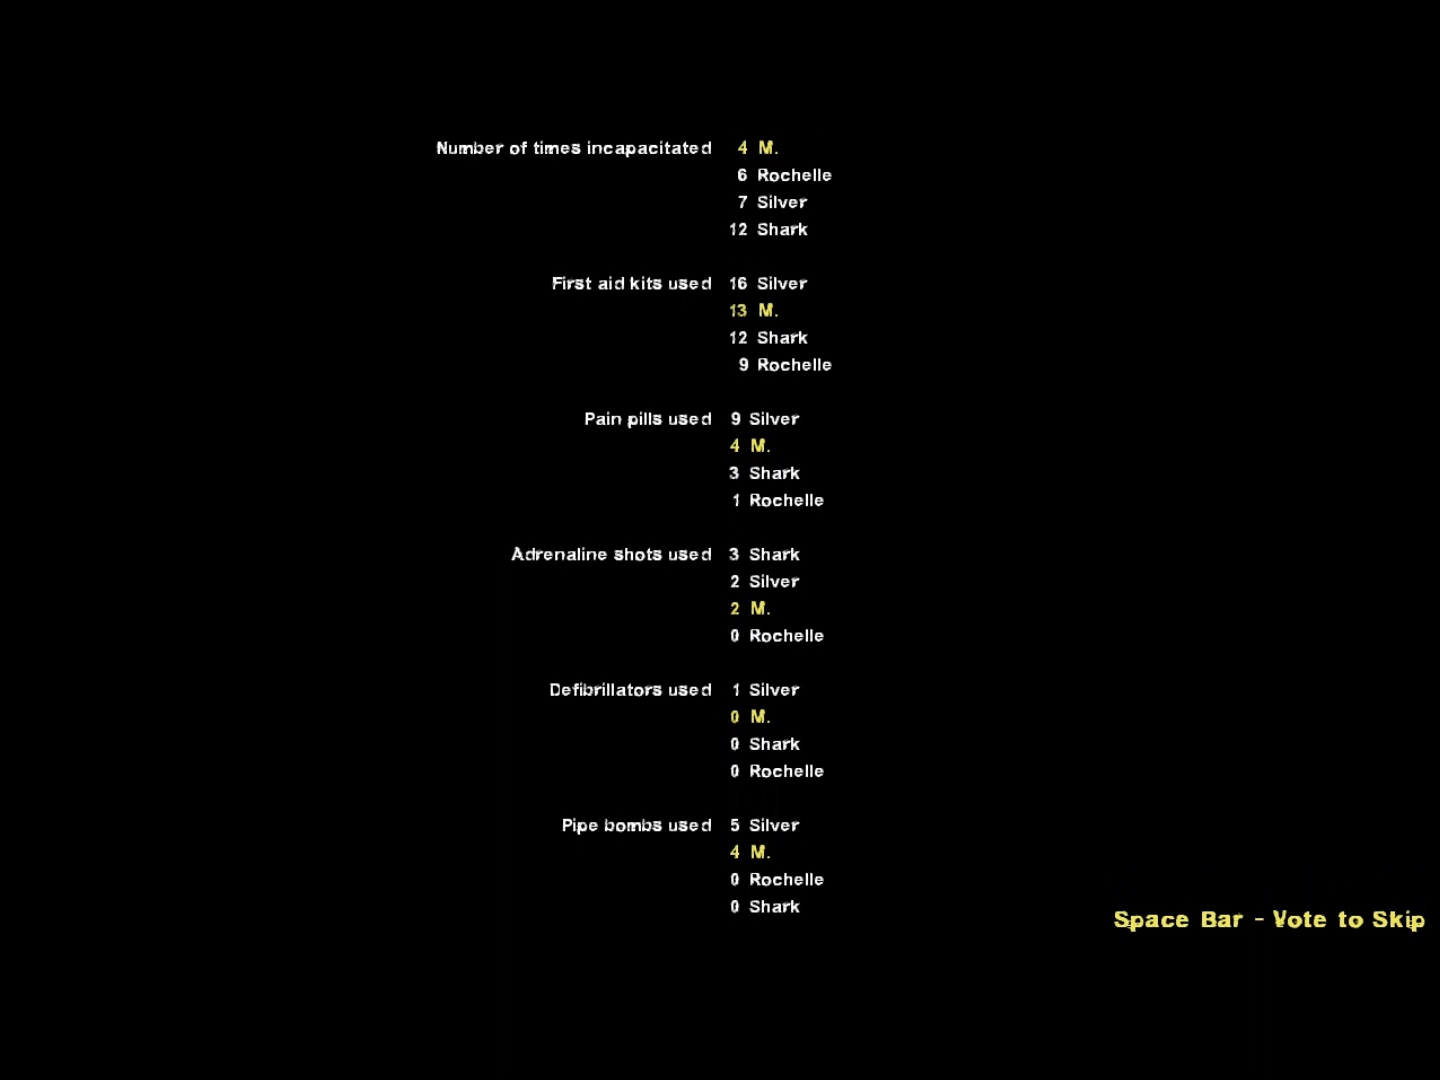 Number of times incapacitated 4 M.
6 Rochelle
7 Silver
12 Shark
First aid kits used 16 Silver
13 M.
12 Shark
9 Rochelle
Pain pills used 9 Silver
4 M.
3 Shark
1 Rochelle
Adrenaline shots used 3 Shark
2 Silver
2 M.
0 Rochelle
Defibrillators used 1 Silver
0 M.
0 Shark
0 Rochelle
Pipe bombs used 5 Silver
4 M.
0 Rochelle
0 Shark
Space Bar - Vote to Skip